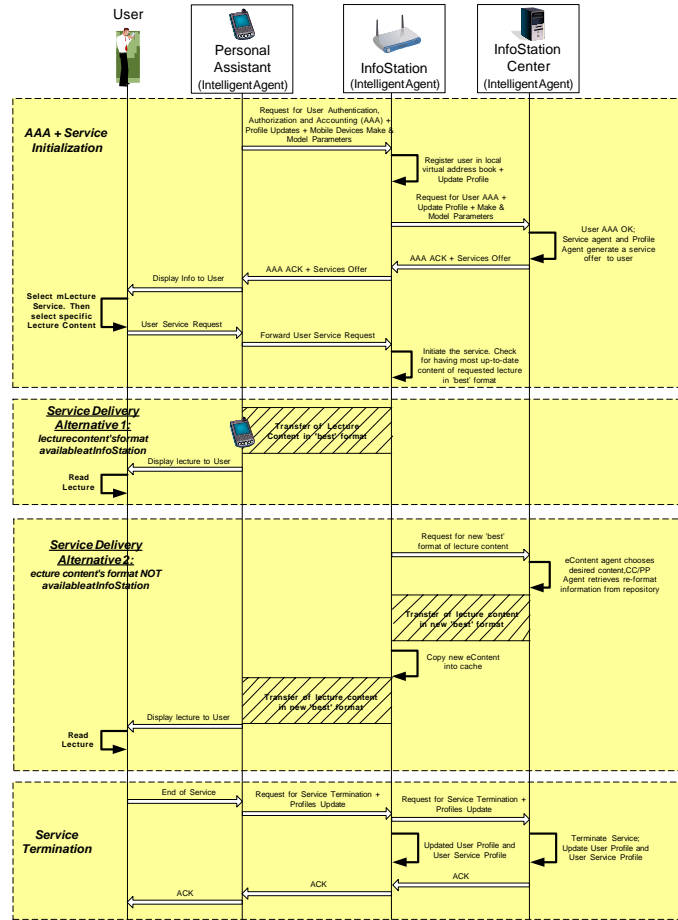 User
Personal
Assistant
(IntelligentAgent)
InfoStation
(IntelligentAgent)
InfoStation
Center
(IntelligentAgent)
AAA + Service
Initialization
Request for User Authentication,
Authorization and Accounting (AAA) +
Profile Updates + Mobile Devices Make &
Model Parameters
Register user in local
virtual address book +
Update Profile
Request for User AAA +
Update Profile + Make &
Model Parameters
User AAA OK;
Service agent and Profile
Agent generate a service
offer to user
AAA ACK + Services Offer
AAA ACK + Services Offer
Display Info to User
Select mLecture
Service. Then
select specific
Lecture Content
User Service Request
Forward User Service Request
Initiate the service. Check
for having most up-to-date
content of requested lecture
in 'best' format
Service Delivery
Alternative 1:
lecturecontent'sformat
availableatInfoStation
Transfer of Lecture
Content in 'best' format
Display lecture to User
Read
Lecture
Service Delivery
Alternative2:
ecture content's format NOT
availableatInfoStation
Request for new 'best'
format of lecture content
eContent agent chooses
desired content,CC/PP
Agent retrieves re-format
information from repository
Transfer of lecture content
in new 'best' format
Copy new eContent
into cache
Transfer of lecture content
in new 'best' format
Display lecture to User
Read
Lecture
Service
Termination
End of Service
Request for Service Termination +
Profiles Update
Request for Service Termination +
Profiles Update
Updated User Profile and
User Service Profile
Terminate Service;
Update User Profile and
User Service Profile
ACK
ACK
ACK